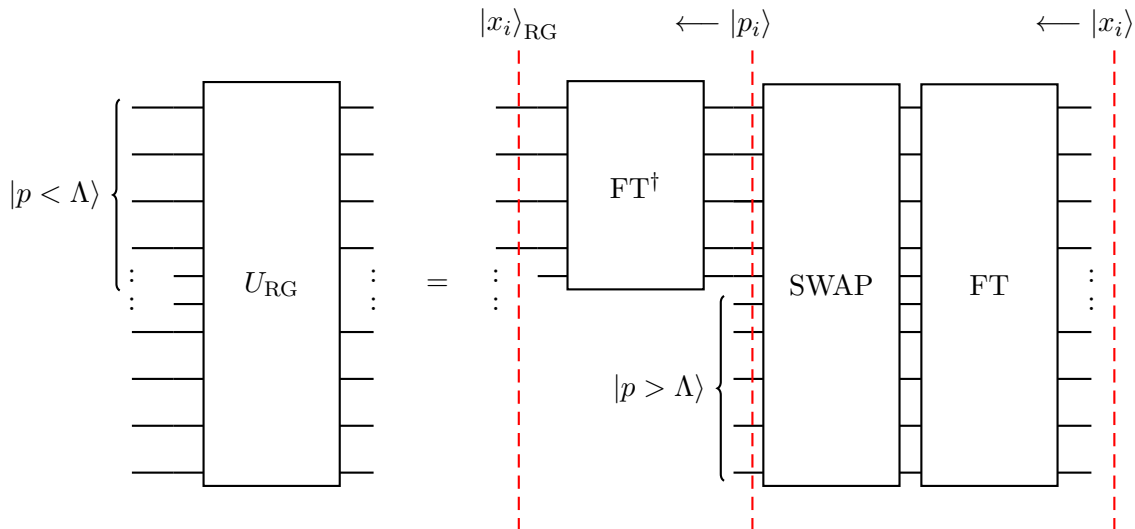 |x_i⟩_RG
⟵ |p_i⟩
⟵ |x_i⟩
|p < Λ⟩
U_RG
=
FT†
SWAP
FT
|p > Λ⟩